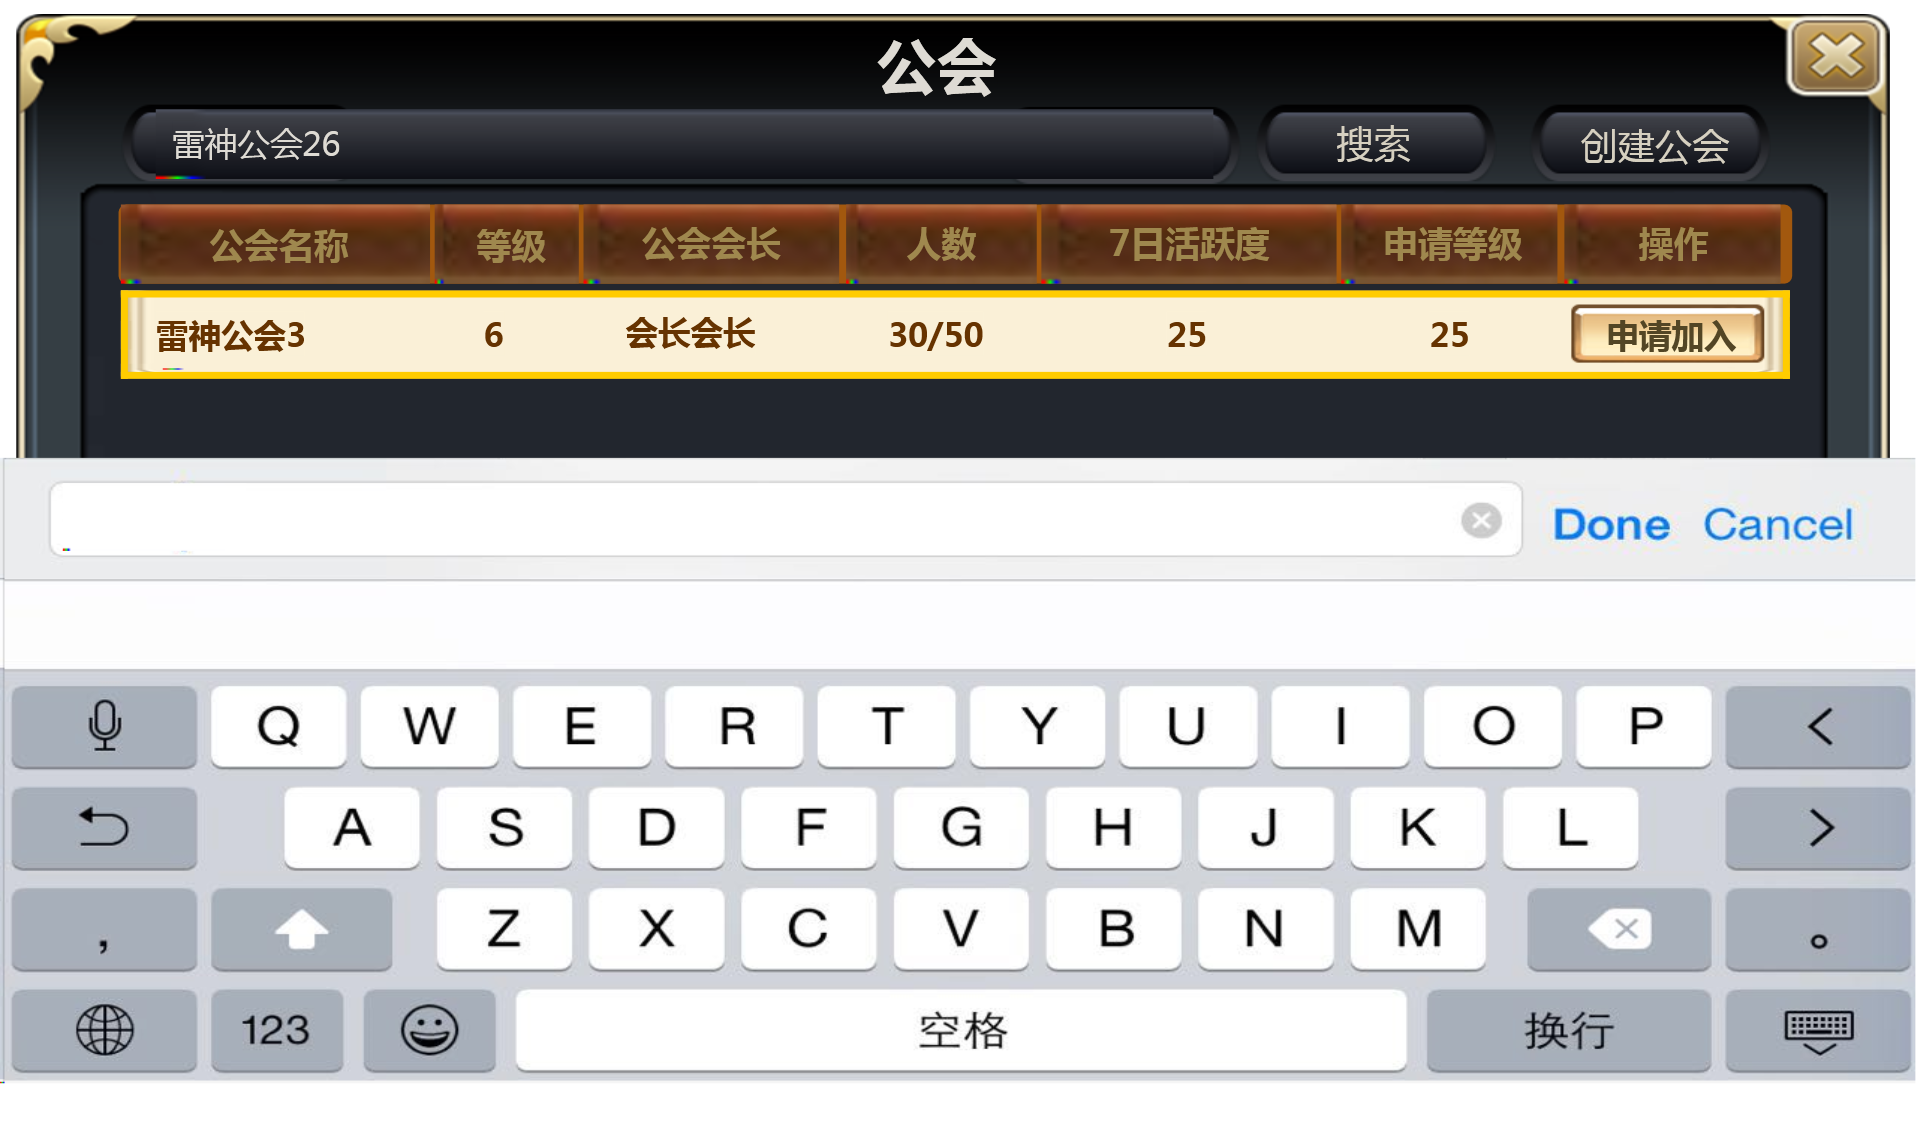 公会
雷神公会26 搜索 创建公会
公会名称 等级 公会会长 人数 7日活跃度 申请等级 操作
雷神公会3 6 会长会长 30/50 25 25 申请加入
Done Cancel
Q W E R T Y U I O P <
A S D F G H J K L >
, Z X C V B N M 。
123 空格 换行